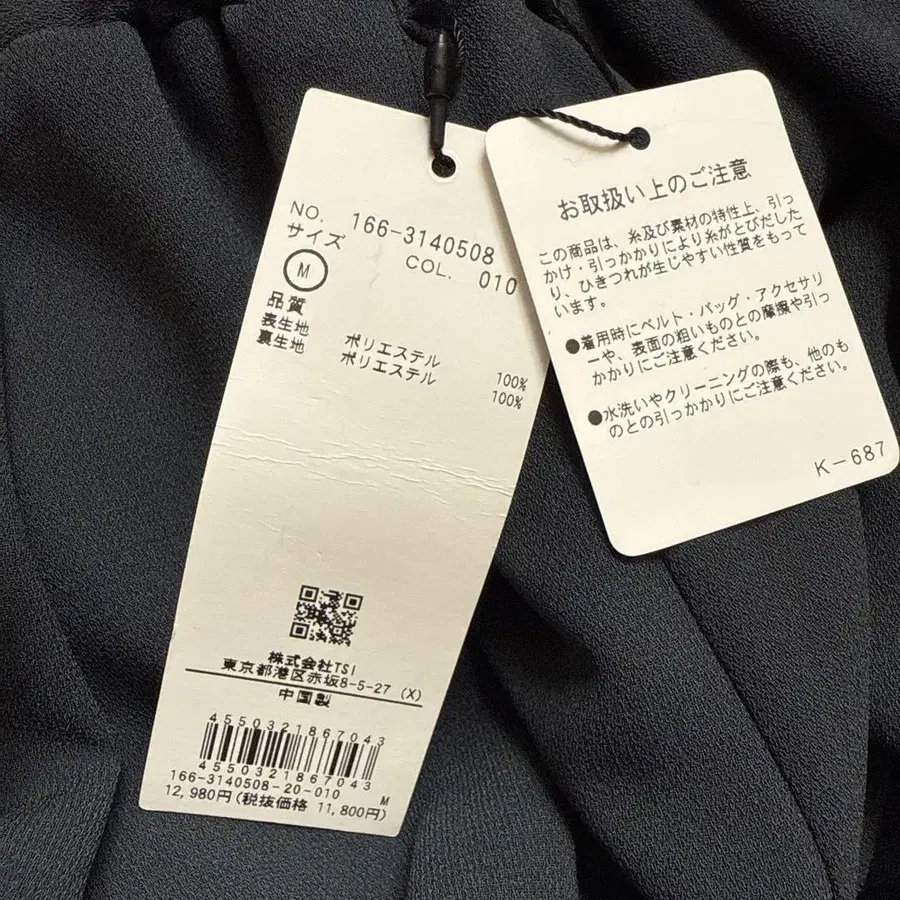 NO. 166-3140508
サイズ COL. 010
M
品質
表生地 ポリエステル 100%
裏生地 ポリエステル 100%
株式会社TSI
東京都港区赤坂8-5-27 (X)
中国製
4550321867043
4550321867043
166-3140508-20-010 M
12,980円(税抜価格 11,800円)
お取扱い上のご注意
この商品は、糸及び素材の特性上、引っ
かけ・引っかかりにより糸がとびだした
り、ひきつれが生じやすい性質をもって
います。
●着用時にベルト・バッグ・アクセサリ
ーや、表面の粗いものとの摩擦や引っ
かかりにご注意ください。
●水洗いやクリーニングの際も、他のも
のとの引っかかりにご注意ください。
K-687